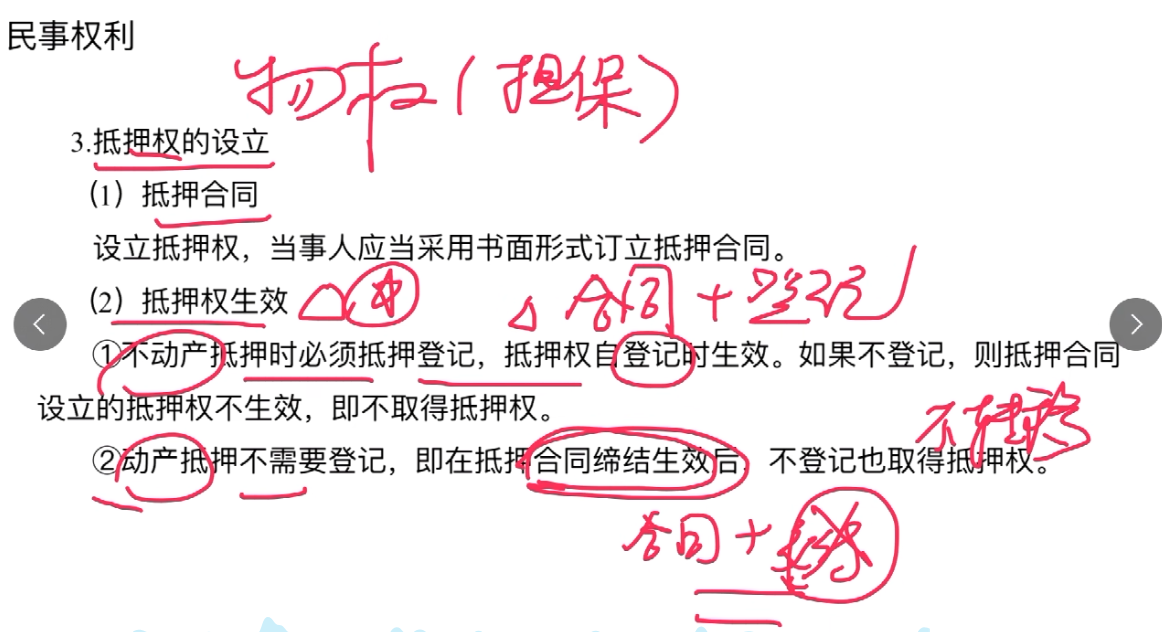 民事权利
物权(担保)
3.抵押权的设立
(1)抵押合同
设立抵押权，当事人应当采用书面形式订立抵押合同。
(2)抵押权生效
合同+登记
①不动产抵押时必须抵押登记，抵押权自登记时生效。如果不登记，则抵押合同
设立的抵押权不生效，即不取得抵押权。
不转移
②动产抵押不需要登记，即在抵押合同缔结生效后，不登记也取得抵押权。
合同+